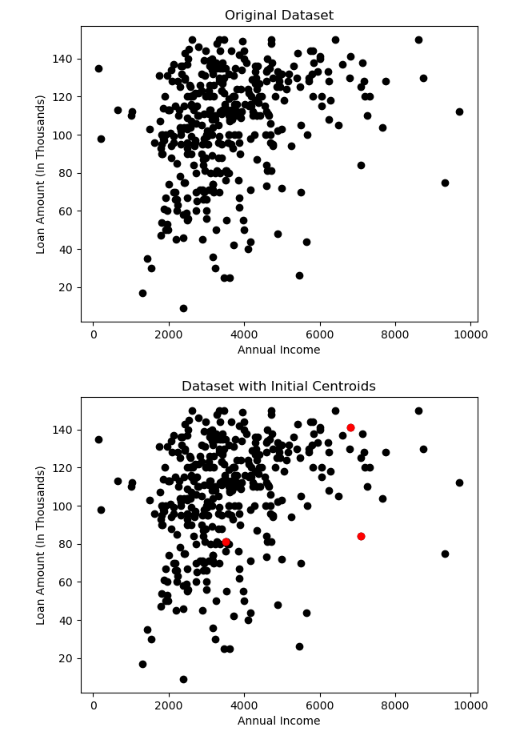 Original Dataset
140
120
100
80
60
40
20
Loan Amount (In Thousands)
0 2000 4000 6000 8000 10000
Annual Income
Dataset with Initial Centroids
140
120
100
80
60
40
20
Loan Amount (In Thousands)
0 2000 4000 6000 8000 10000
Annual Income